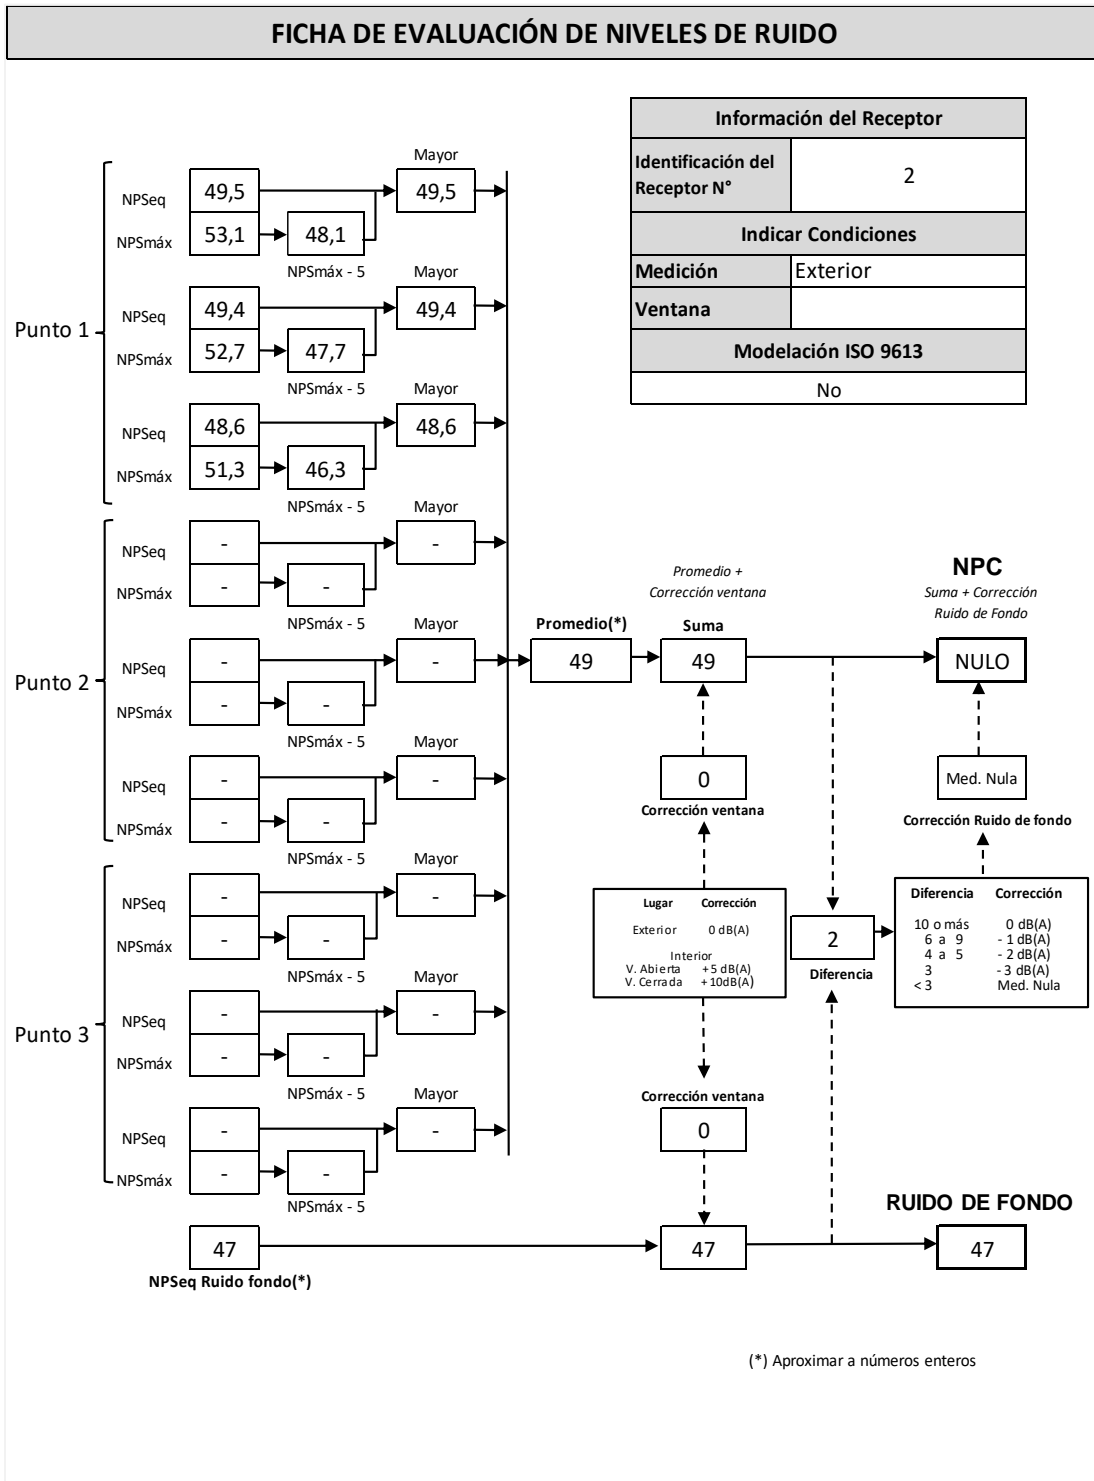 FICHA DE EVALUACIÓN DE NIVELES DE RUIDO
Información del Receptor
Identificación del Receptor N°
2
Indicar Condiciones
Medición
Exterior
Ventana
Modelación ISO 9613
No
Punto 1
Mayor
NPSeq
49,5
49,5
NPSmáx
53,1
48,1
NPSmáx - 5
Mayor
NPSeq
49,4
49,4
NPSmáx
52,7
47,7
NPSmáx - 5
Mayor
NPSeq
48,6
48,6
NPSmáx
51,3
46,3
NPSmáx - 5
Punto 2
Mayor
NPSeq
-
-
NPSmáx
-
-
NPSmáx - 5
Mayor
NPSeq
-
-
NPSmáx
-
-
NPSmáx - 5
Mayor
NPSeq
-
-
NPSmáx
-
-
NPSmáx - 5
Punto 3
Mayor
NPSeq
-
-
NPSmáx
-
-
NPSmáx - 5
Mayor
NPSeq
-
-
NPSmáx
-
-
NPSmáx - 5
Mayor
NPSeq
-
-
NPSmáx
-
-
NPSmáx - 5
Promedio(*)
49
Promedio +
Corrección ventana
Suma
49
NPC
Suma + Corrección
Ruido de Fondo
NULO
0
Corrección ventana
Med. Nula
Corrección Ruido de fondo
Lugar Corrección
Exterior 0 dB(A)
Interior
V. Abierta +5 dB(A)
V. Cerrada +10dB(A)
2
Diferencia
Diferencia Corrección
10 o más 0 dB(A)
6 a 9 - 1 dB(A)
4 a 5 - 2 dB(A)
3 - 3 dB(A)
< 3 Med. Nula
Corrección ventana
0
RUIDO DE FONDO
47
47
47
NPSeq Ruido fondo(*)
(*) Aproximar a números enteros